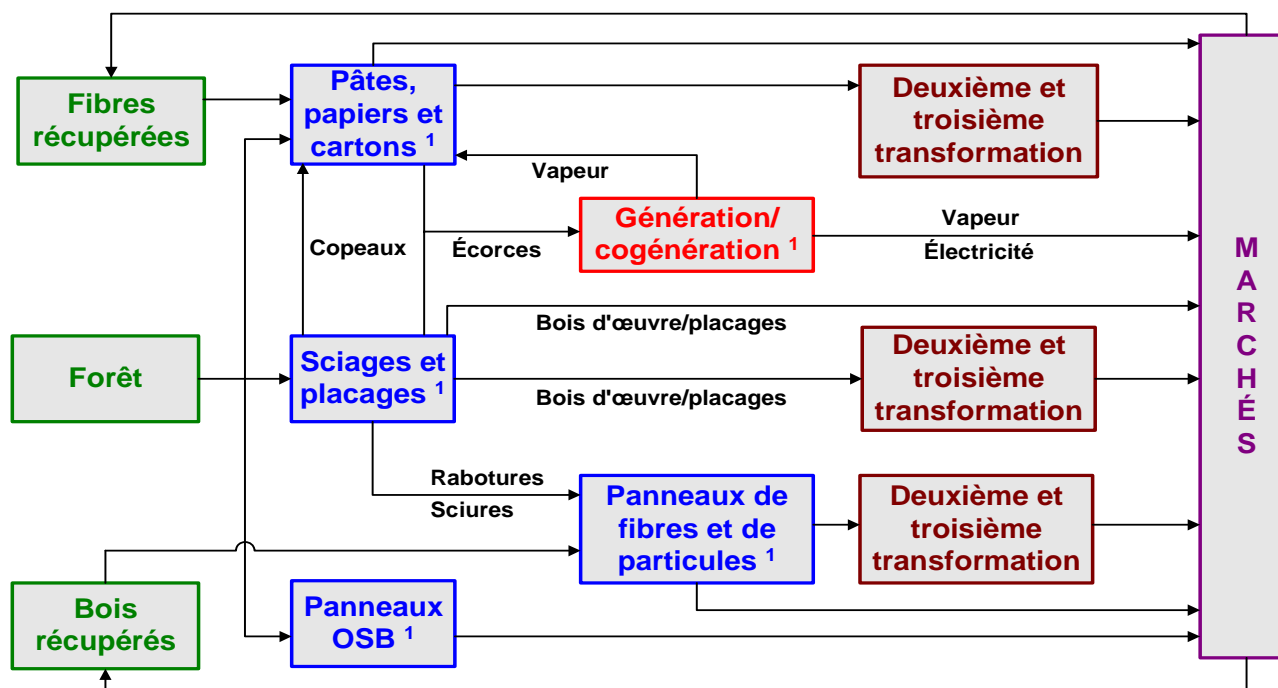 Fibres
récupérées
Pâtes,
papiers et
cartons ¹
Deuxième et
troisième
transformation
Vapeur
Copeaux
Écorces
Génération/
cogénération ¹
Vapeur
Électricité
Forêt
Sciages et
placages ¹
Bois d'œuvre/placages
Bois d'œuvre/placages
Deuxième et
troisième
transformation
Rabotures
Sciures
Panneaux de
fibres et de
particules ¹
Deuxième et
troisième
transformation
Bois
récupérés
Panneaux
OSB ¹
M
A
R
C
H
É
S